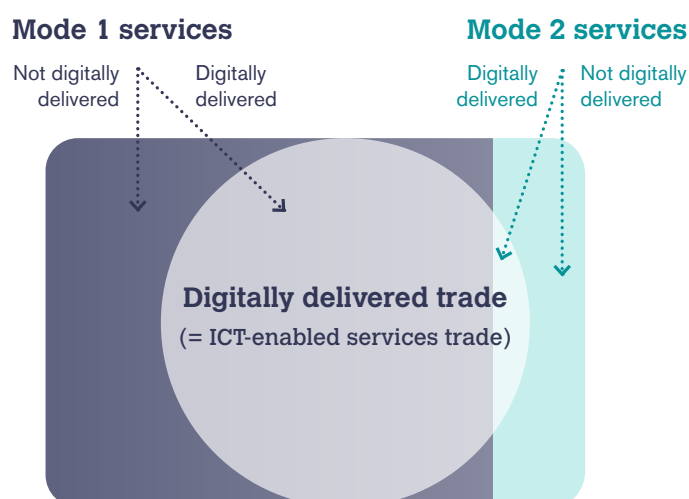 Mode 1 services
Mode 2 services
Not digitally
delivered
Digitally
delivered
Digitally
delivered
Not digitally
delivered
Digitally delivered trade
(= ICT-enabled services trade)